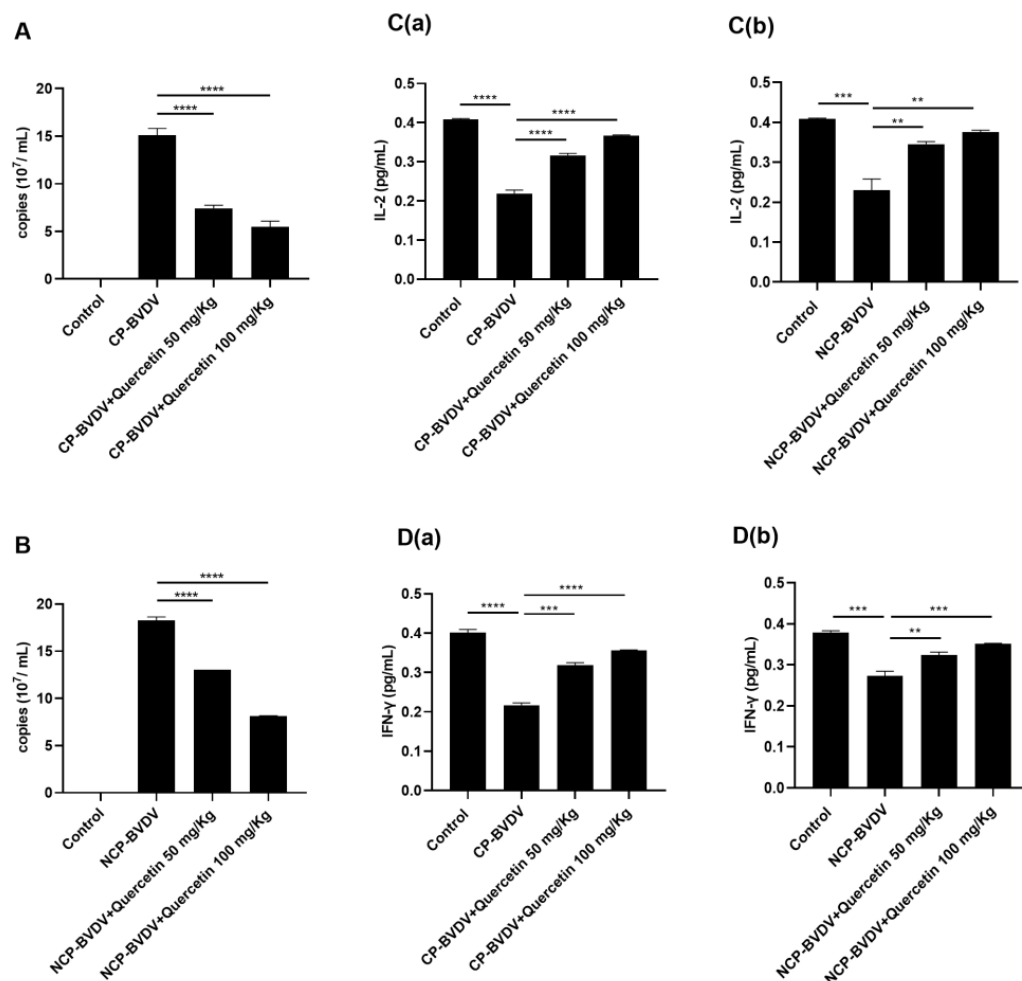 A
copies (10⁷/ mL)
20
15
10
5
0
****
****
Control
CP-BVDV
CP-BVDV+Quercetin 50 mg/Kg
CP-BVDV+Quercetin 100 mg/Kg
C(a)
IL-2 (pg/mL)
0.5
0.4
0.3
0.2
0.1
0.0
****
****
****
Control
CP-BVDV
CP-BVDV+Quercetin 50 mg/Kg
CP-BVDV+Quercetin 100 mg/Kg
C(b)
IL-2 (pg/mL)
0.5
0.4
0.3
0.2
0.1
0.0
***
**
**
Control
NCP-BVDV
NCP-BVDV+Quercetin 50 mg/Kg
NCP-BVDV+Quercetin 100 mg/Kg
B
copies (10⁷/ mL)
20
15
10
5
0
****
****
Control
NCP-BVDV
NCP-BVDV+Quercetin 50 mg/Kg
NCP-BVDV+Quercetin 100 mg/Kg
D(a)
IFN-γ (pg/mL)
0.5
0.4
0.3
0.2
0.1
0.0
****
****
***
Control
CP-BVDV
CP-BVDV+Quercetin 50 mg/Kg
CP-BVDV+Quercetin 100 mg/Kg
D(b)
IFN-γ (pg/mL)
0.5
0.4
0.3
0.2
0.1
0.0
***
***
**
Control
NCP-BVDV
NCP-BVDV+Quercetin 50 mg/Kg
NCP-BVDV+Quercetin 100 mg/Kg